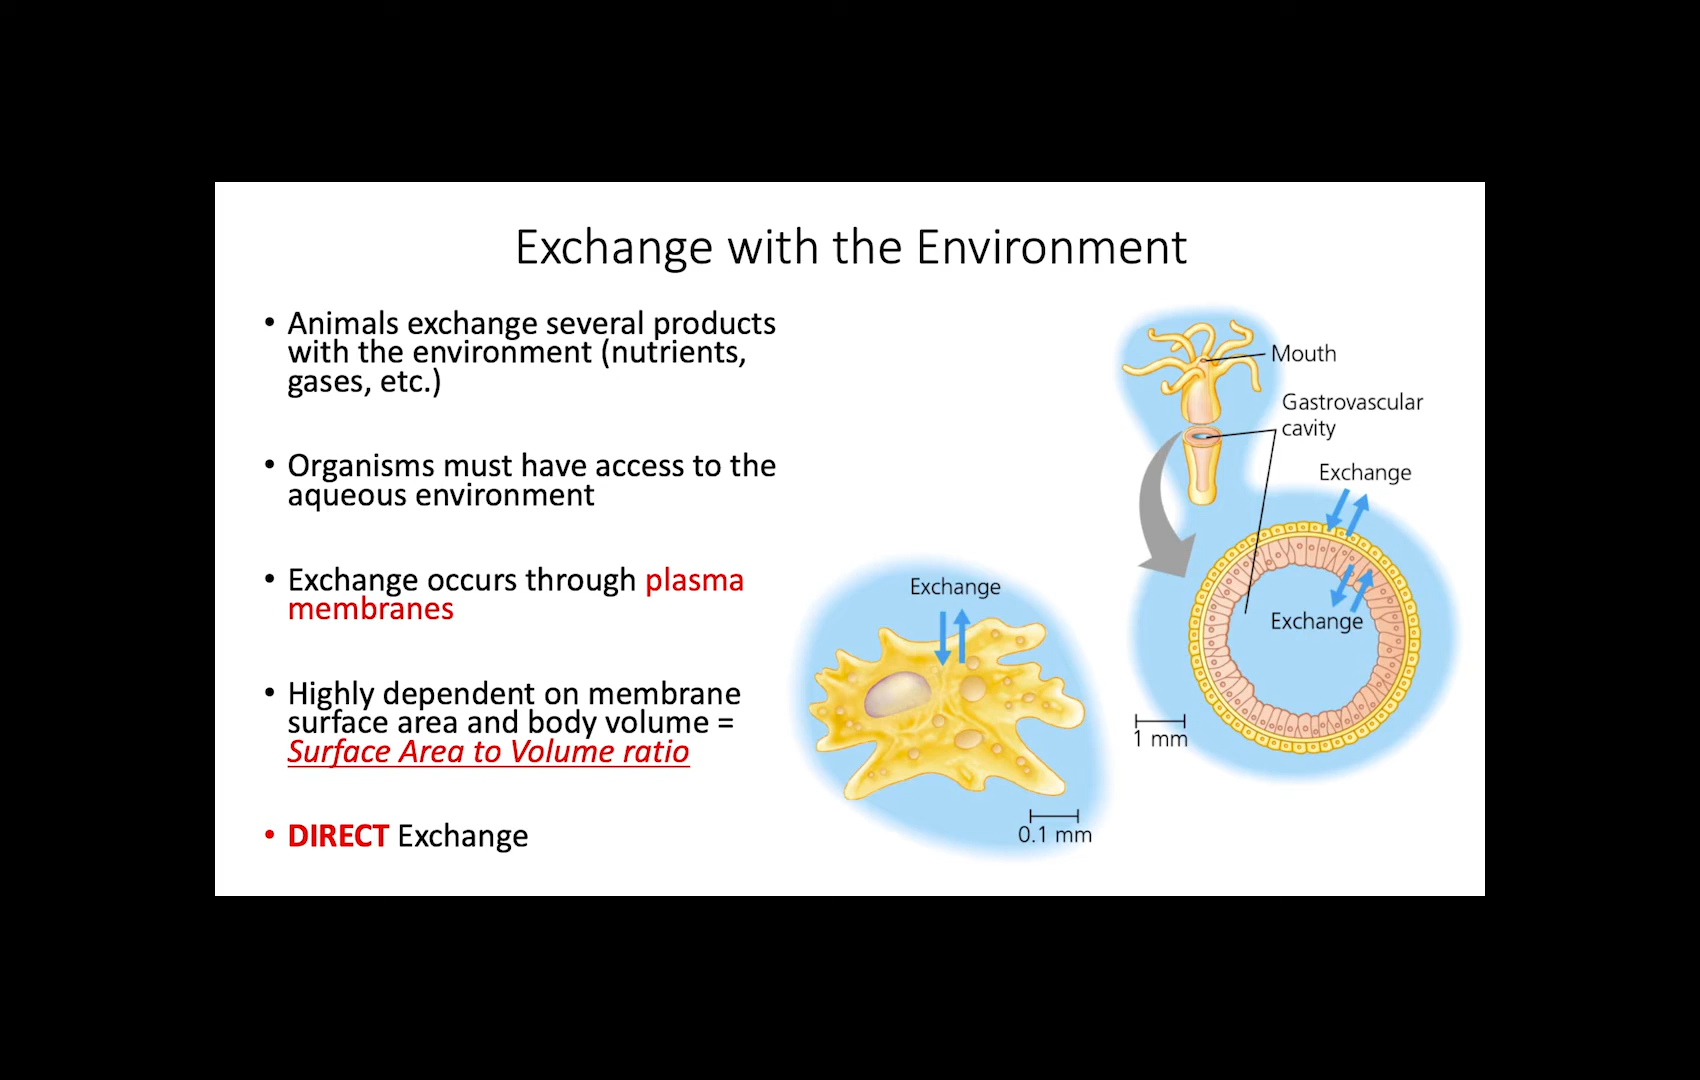 Exchange with the Environment
• Animals exchange several products
with the environment (nutrients,
gases, etc.)
• Organisms must have access to the
aqueous environment
• Exchange occurs through plasma
membranes
• Highly dependent on membrane
surface area and body volume =
Surface Area to Volume ratio
• DIRECT Exchange
Mouth
Gastrovascular
cavity
Exchange
Exchange
1 mm
Exchange
0.1 mm